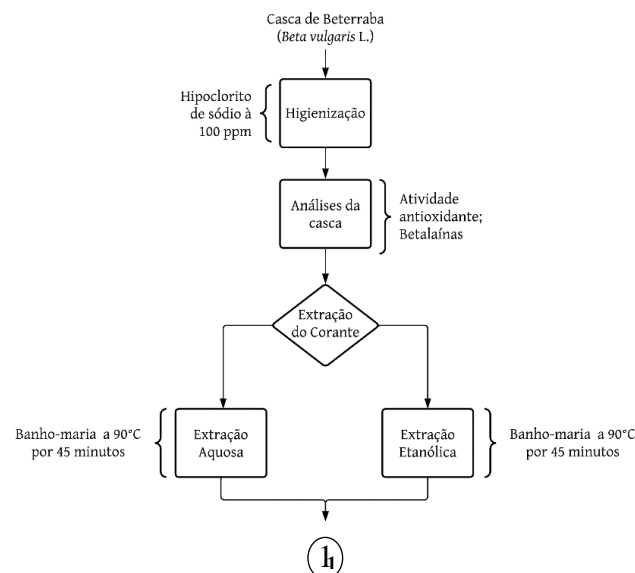 Casca de Beterraba
(Beta vulgaris L.)
Hipoclorito
de sódio à
100 ppm
Higienização
Análises da
casca
Atividade
antioxidante;
Betalaínas
Extração
do Corante
Banho-maria a 90°C
por 45 minutos
Extração
Aquosa
Extração
Etanólica
Banho-maria a 90°C
por 45 minutos